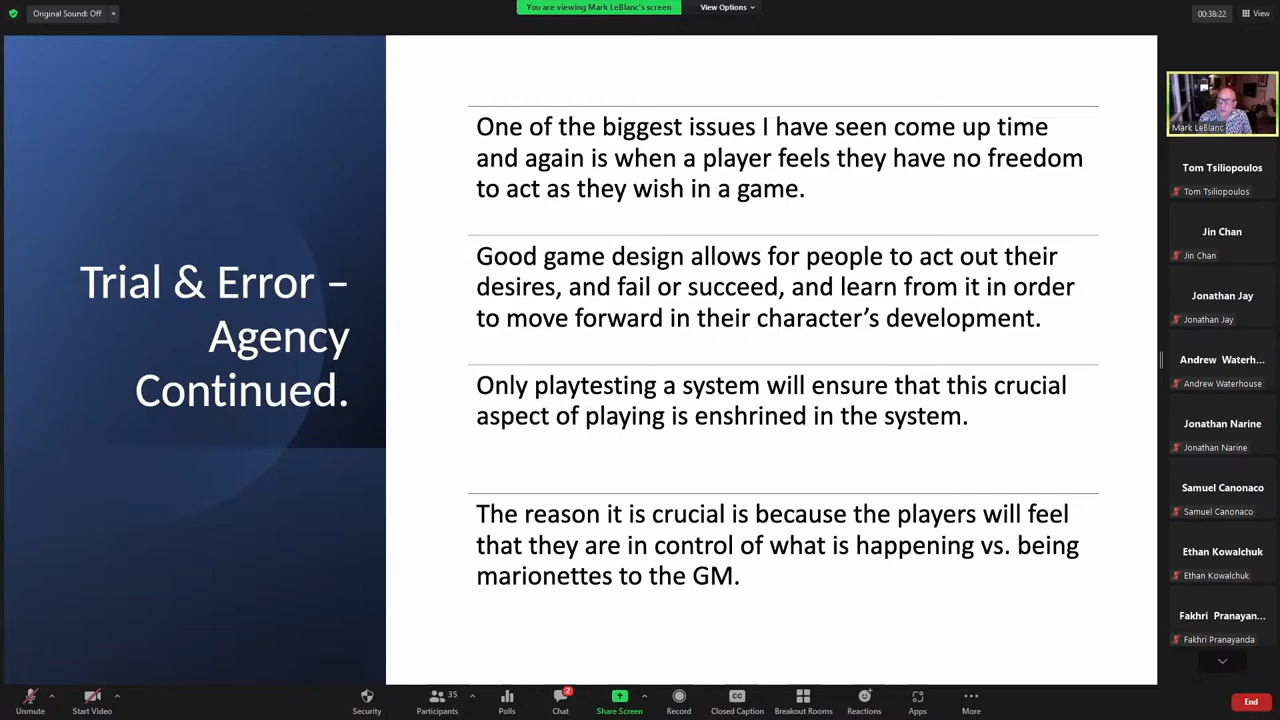 Original Sound: Off
You are viewing Mark LeBlanc's screen
View Options
00:38:22
View
Trial & Error –
Agency
Continued.
One of the biggest issues I have seen come up time
and again is when a player feels they have no freedom
to act as they wish in a game.
Good game design allows for people to act out their
desires, and fail or succeed, and learn from it in order
to move forward in their character’s development.
Only playtesting a system will ensure that this crucial
aspect of playing is enshrined in the system.
The reason it is crucial is because the players will feel
that they are in control of what is happening vs. being
marionettes to the GM.
Mark LeBlanc
Tom Tsiliopoulos
Tom Tsiliopoulos
Jin Chan
Jin Chan
Jonathan Jay
Jonathan Jay
Andrew Waterh...
Andrew Waterhouse
Jonathan Narine
Jonathan Narine
Samuel Canonaco
Samuel Canonaco
Ethan Kowalchuk
Ethan Kowalchuk
Fakhri Pranayan...
Fakhri Pranayanda
Unmute
Start Video
Security
35
Participants
Polls
2
Chat
Share Screen
Record
CC
Closed Caption
Breakout Rooms
Reactions
Apps
More
End